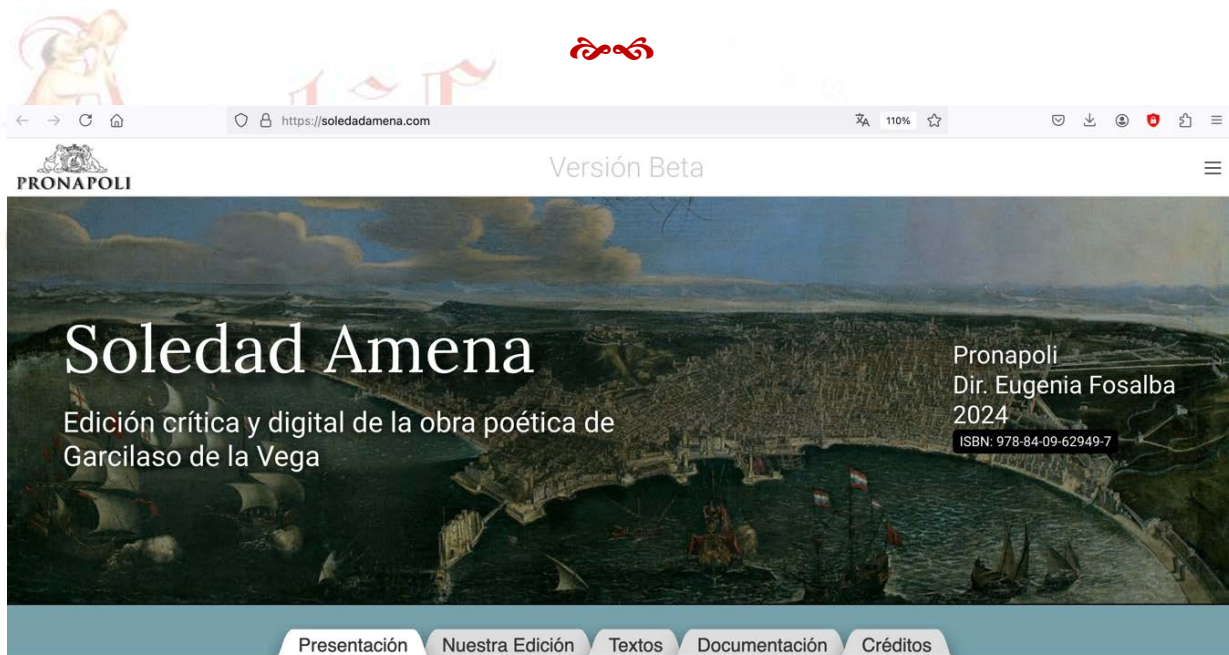 https://soledadamena.com
110%
PRONAPOLI
Versión Beta
Soledad Amena
Edición crítica y digital de la obra poética de
Garcilaso de la Vega
Pronapoli
Dir. Eugenia Fosalba
2024
ISBN: 978-84-09-62949-7
Presentación
Nuestra Edición
Textos
Documentación
Créditos